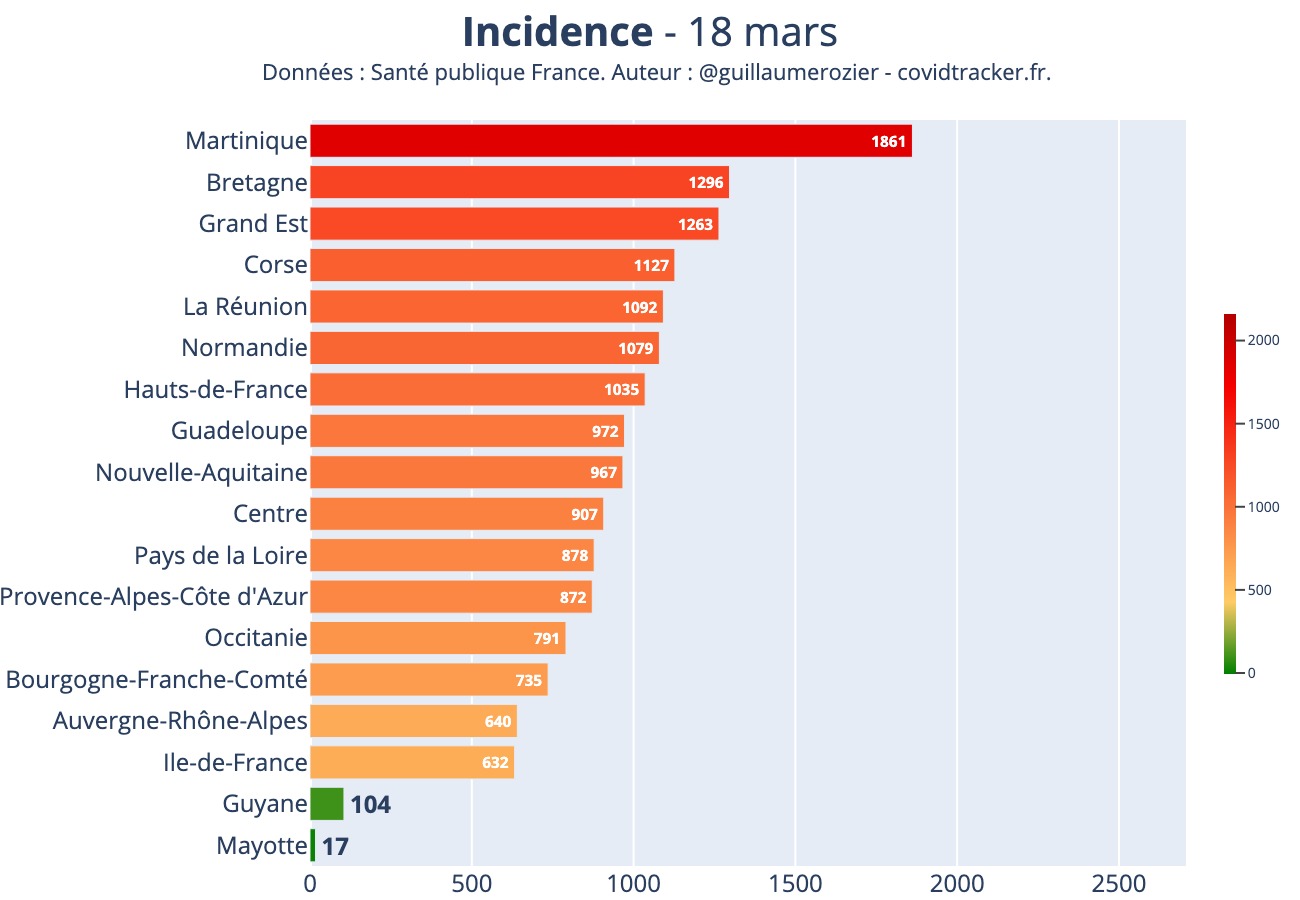 Incidence - 18 mars
Données : Santé publique France. Auteur : @guillaumerozier - covidtracker.fr.
Martinique 1861
Bretagne 1296
Grand Est 1263
Corse 1127
La Réunion 1092
Normandie 1079
Hauts-de-France 1035
Guadeloupe 972
Nouvelle-Aquitaine 967
Centre 907
Pays de la Loire 878
Provence-Alpes-Côte d'Azur 872
Occitanie 791
Bourgogne-Franche-Comté 735
Auvergne-Rhône-Alpes 640
Ile-de-France 632
Guyane 104
Mayotte 17
0 500 1000 1500 2000 2500
2000
1500
1000
500
0